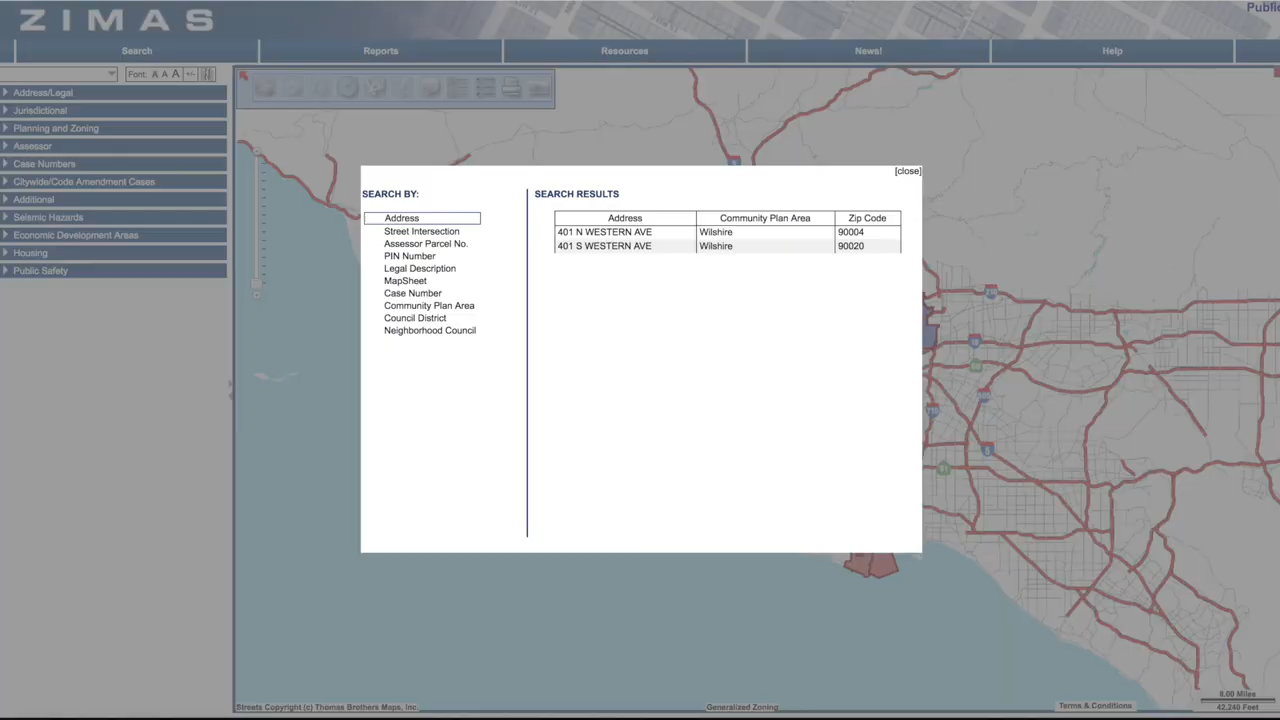 ZIMAS
Public
Search
Reports
Resources
News!
Help
Font: A A A +/-
Address/Legal
Jurisdictional
Planning and Zoning
Assessor
Case Numbers
Citywide/Code Amendment Cases
Additional
Seismic Hazards
Economic Development Areas
Housing
Public Safety
[close]
SEARCH BY:
Address
Street Intersection
Assessor Parcel No.
PIN Number
Legal Description
MapSheet
Case Number
Community Plan Area
Council District
Neighborhood Council
SEARCH RESULTS
Address Community Plan Area Zip Code
401 N WESTERN AVE Wilshire 90004
401 S WESTERN AVE Wilshire 90020
5
Streets Copyright (c) Thomas Brothers Maps, Inc.
Generalized Zoning
Terms & Conditions
8.00 Miles
42,240 Feet